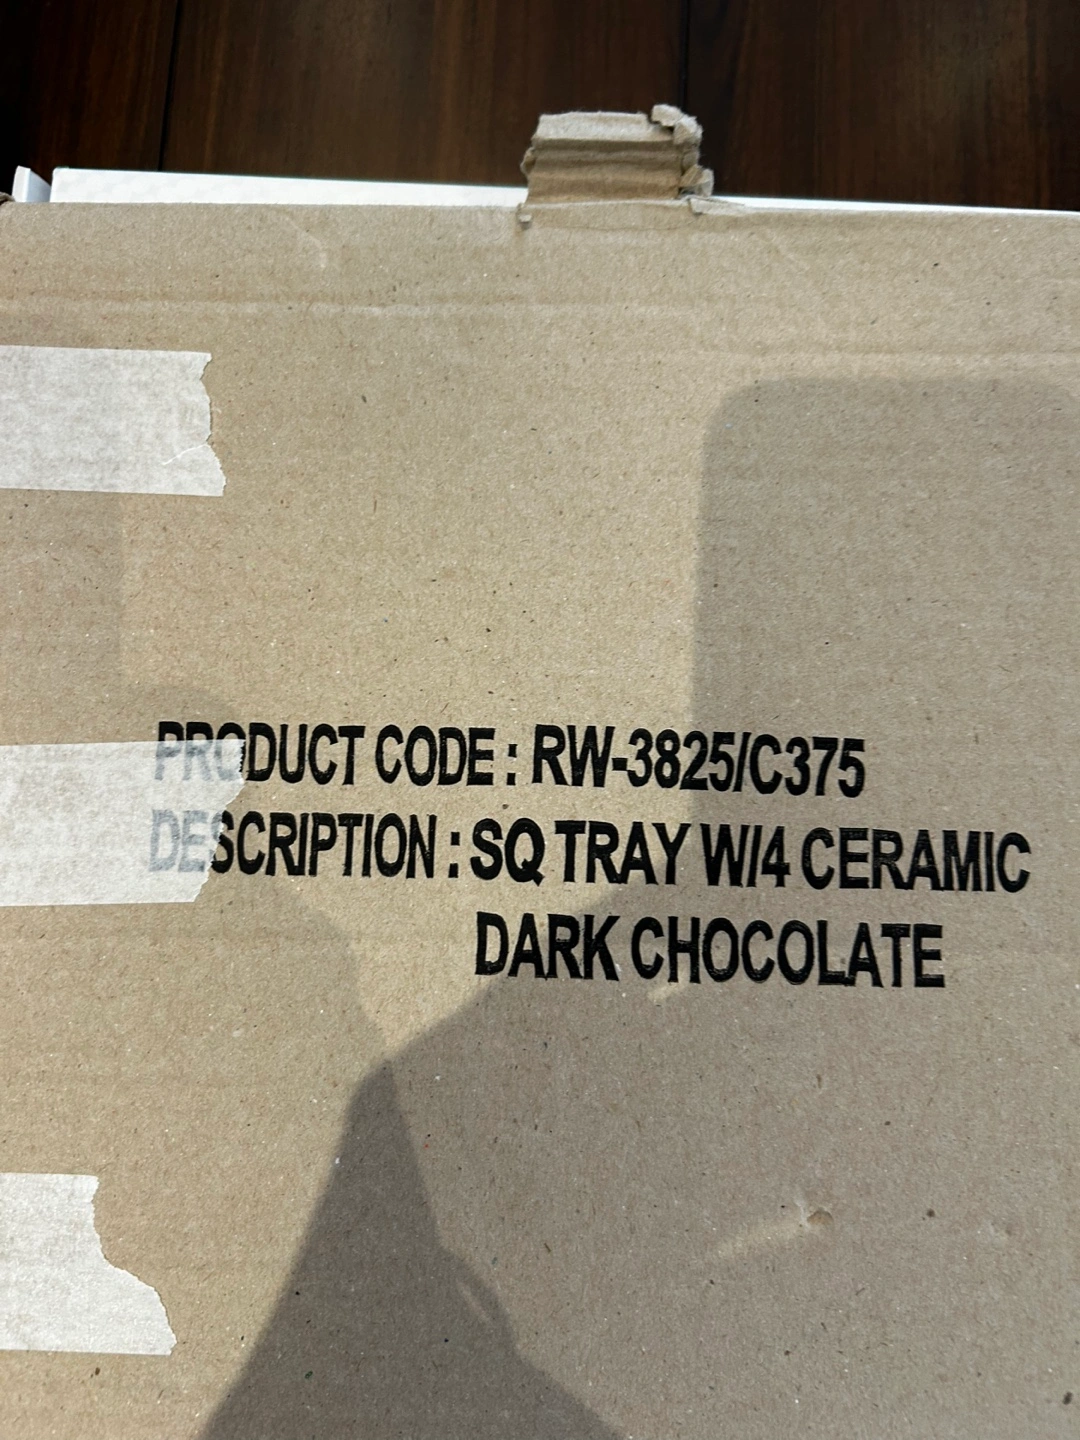 PRODUCT CODE : RW-3825/C375
DESCRIPTION : SQ TRAY W/4 CERAMIC
DARK CHOCOLATE